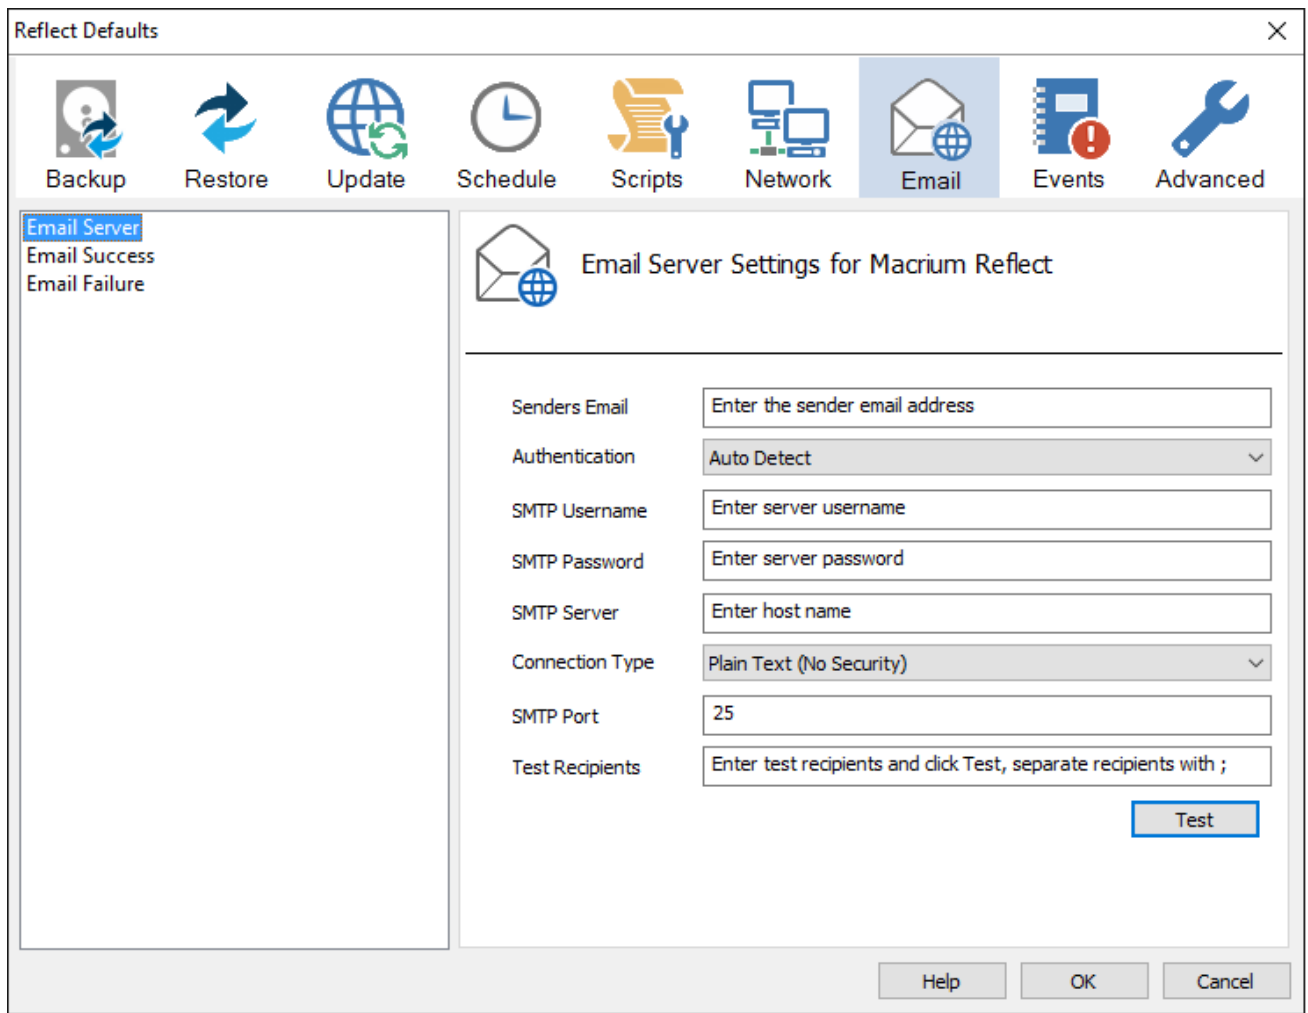 Reflect Defaults
Backup Restore Update Schedule Scripts Network Email Events Advanced
Email Server
Email Success
Email Failure
Email Server Settings for Macrium Reflect
Senders Email Enter the sender email address
Authentication Auto Detect
SMTP Username Enter server username
SMTP Password Enter server password
SMTP Server Enter host name
Connection Type Plain Text (No Security)
SMTP Port 25
Test Recipients Enter test recipients and click Test, separate recipients with ;
Test
Help OK Cancel